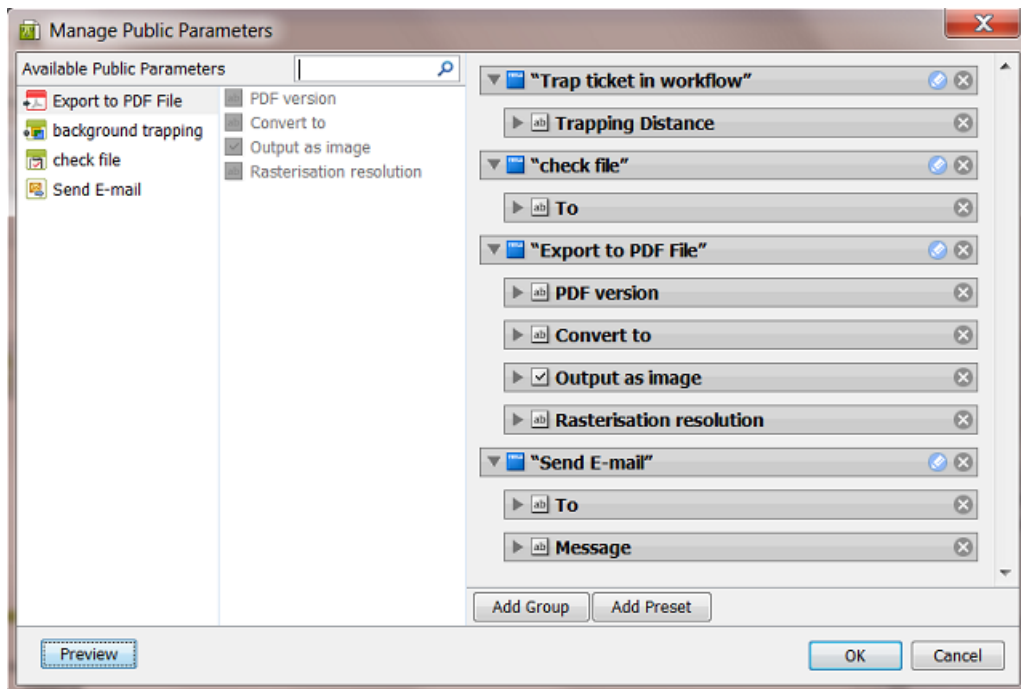 Manage Public Parameters
Available Public Parameters
Export to PDF File
background trapping
check file
Send E-mail
PDF version
Convert to
Output as image
Rasterisation resolution
“Trap ticket in workflow”
Trapping Distance
“check file”
To
“Export to PDF File”
PDF version
Convert to
Output as image
Rasterisation resolution
“Send E-mail”
To
Message
Add Group
Add Preset
Preview
OK
Cancel